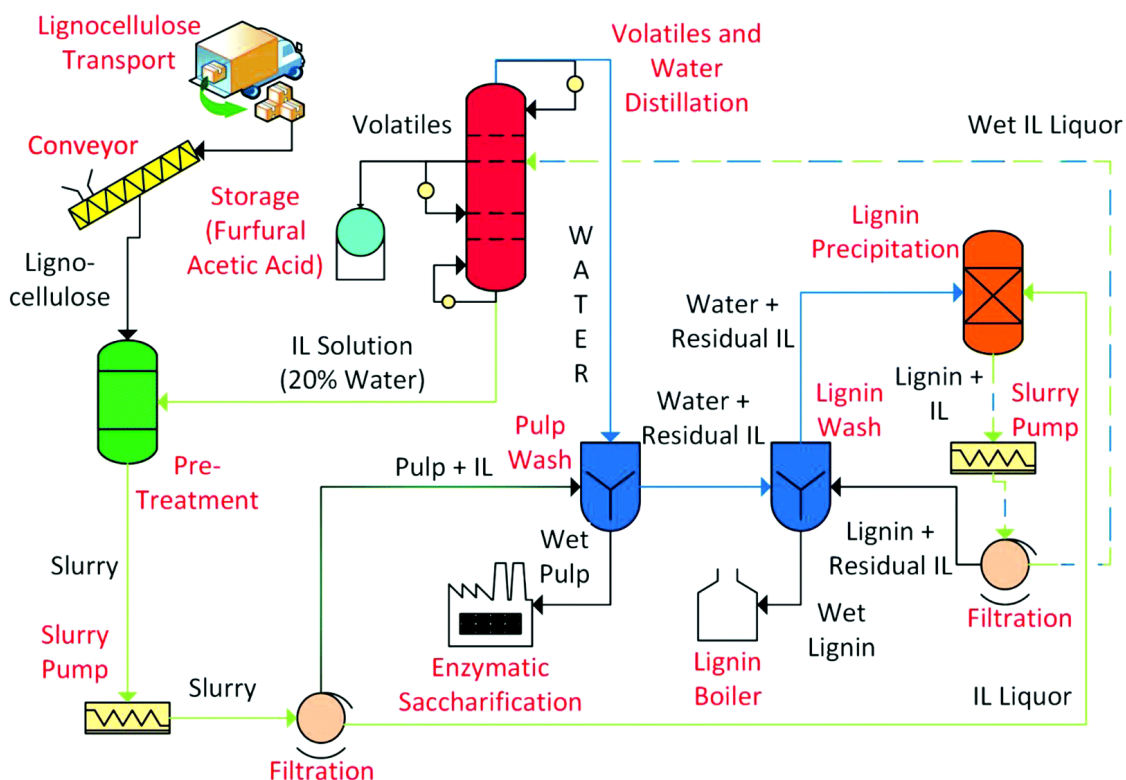 Lignocellulose
Transport
Volatiles and
Water
Distillation
Volatiles
Wet IL Liquor
Conveyor
Storage
(Furfural
Acetic Acid)
Lignin
Precipitation
W
A
T
E
R
Ligno-
cellulose
Water +
Residual IL
IL Solution
(20% Water)
Lignin +
IL
Slurry
Pump
Water +
Residual IL
Lignin
Wash
Pulp
Wash
Pulp + IL
Pre-
Treatment
Wet
Pulp
Lignin +
Residual IL
Slurry
Filtration
Wet
Lignin
Slurry
Pump
Enzymatic
Saccharification
Lignin
Boiler
Slurry
IL Liquor
Filtration